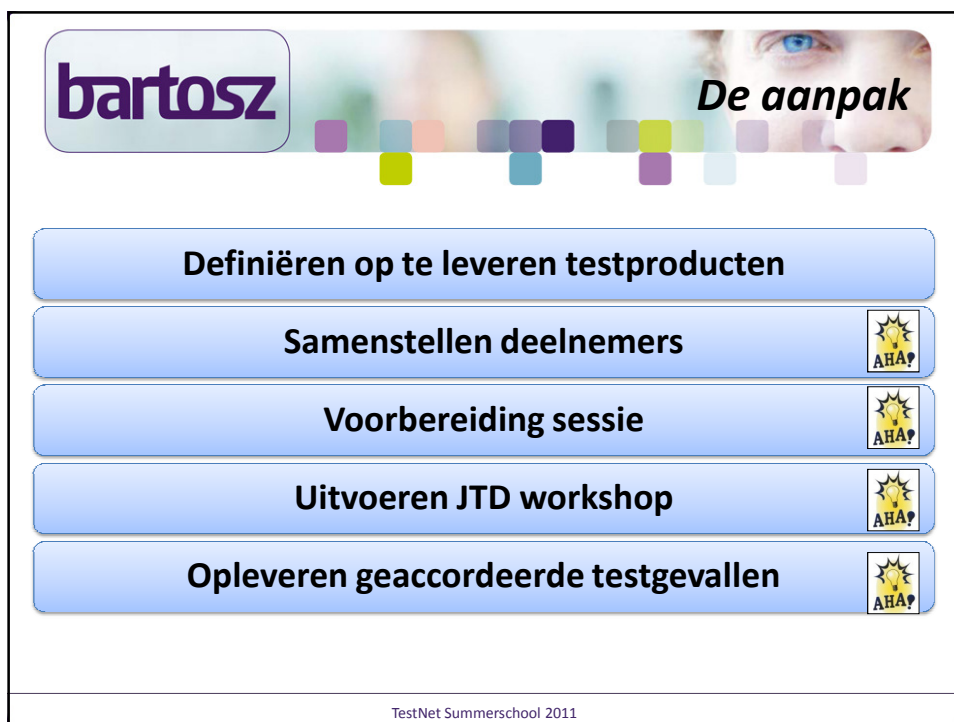 bartosz
De aanpak
Definiëren op te leveren testproducten
Samenstellen deelnemers
AHA!
Voorbereiding sessie
AHA!
Uitvoeren JTD workshop
AHA!
Opleveren geaccordeerde testgevallen
AHA!
TestNet Summerschool 2011